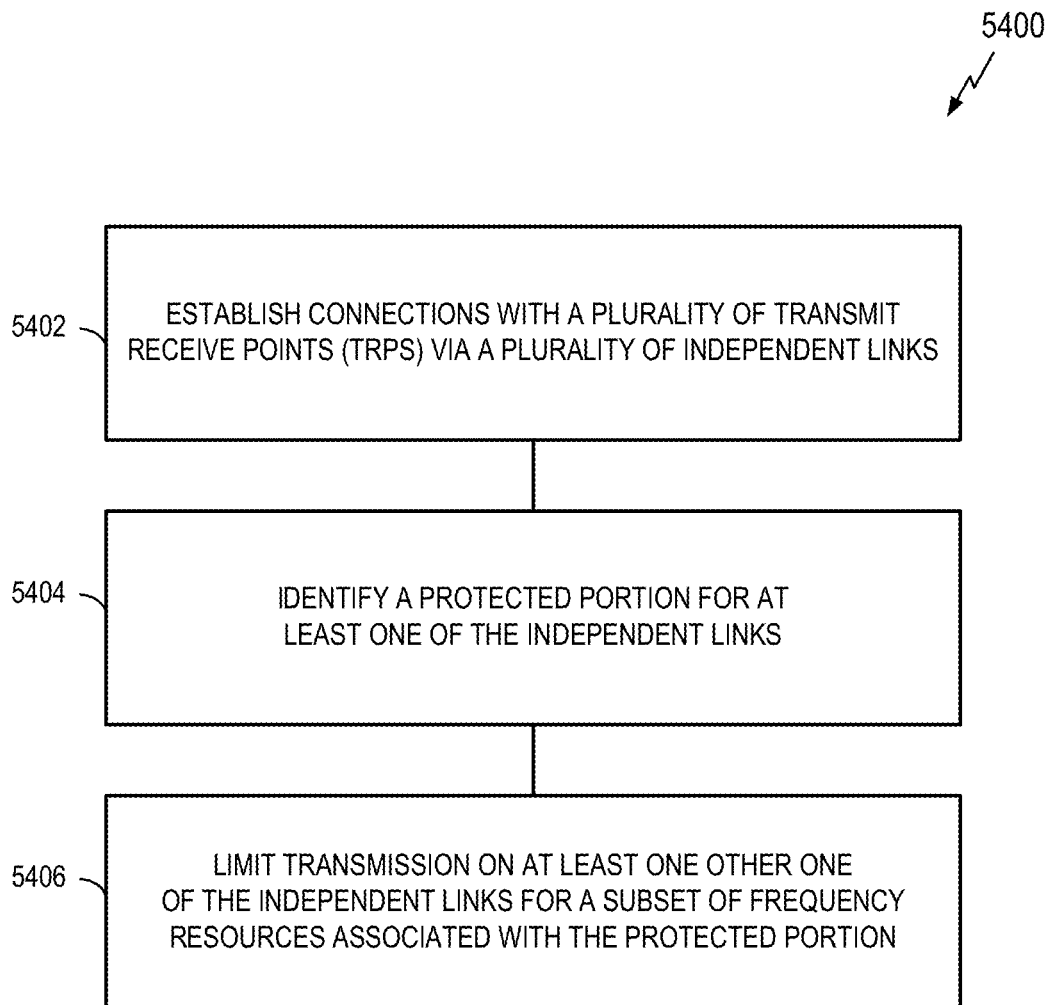 5400
5402
ESTABLISH CONNECTIONS WITH A PLURALITY OF TRANSMIT
RECEIVE POINTS (TRPS) VIA A PLURALITY OF INDEPENDENT LINKS
5404
IDENTIFY A PROTECTED PORTION FOR AT
LEAST ONE OF THE INDEPENDENT LINKS
5406
LIMIT TRANSMISSION ON AT LEAST ONE OTHER ONE
OF THE INDEPENDENT LINKS FOR A SUBSET OF FREQUENCY
RESOURCES ASSOCIATED WITH THE PROTECTED PORTION